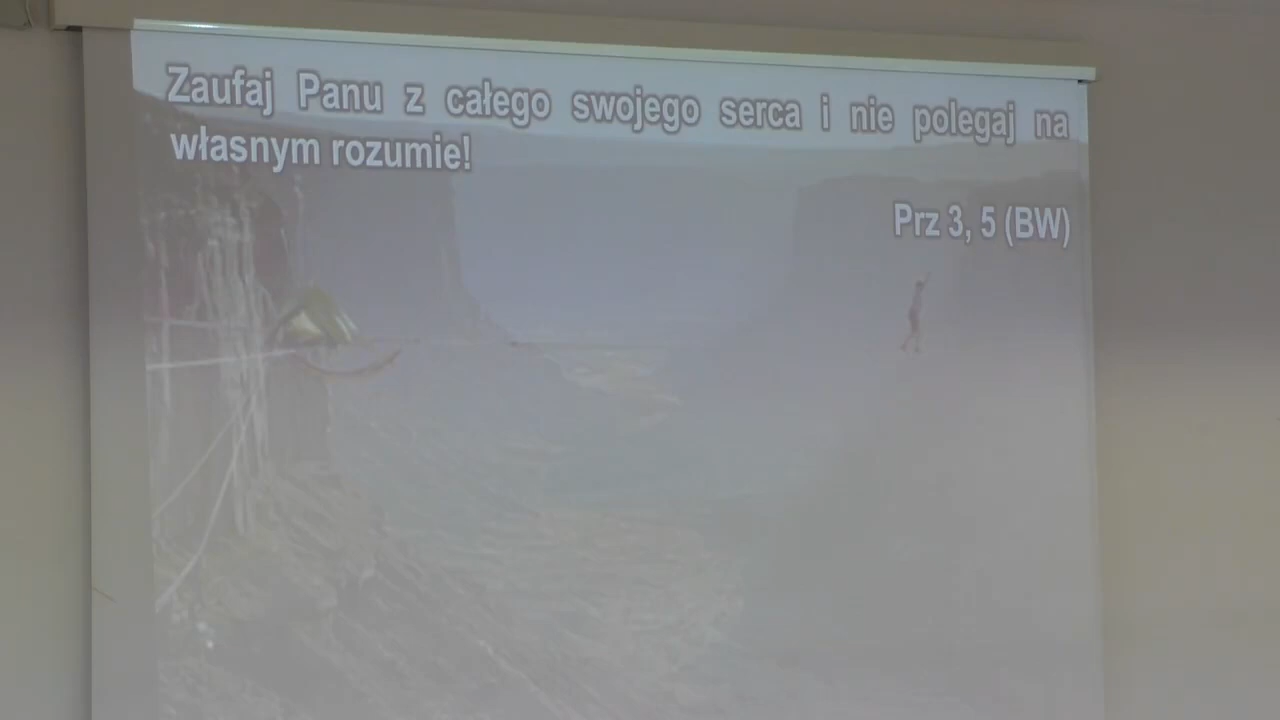 Zaufaj Panu z całego swojego serca i nie polegaj na
własnym rozumie!
Prz 3, 5 (BW)